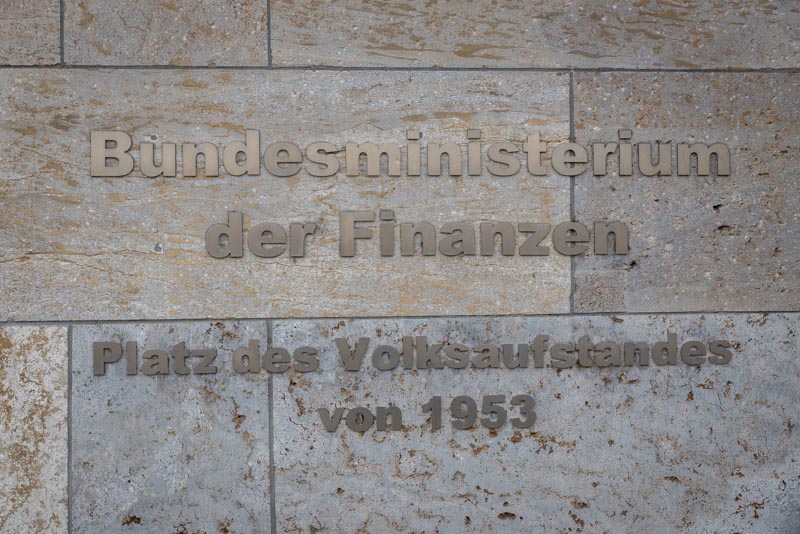 Bundesministerium
der Finanzen
Platz des Volksaufstandes
von 1953